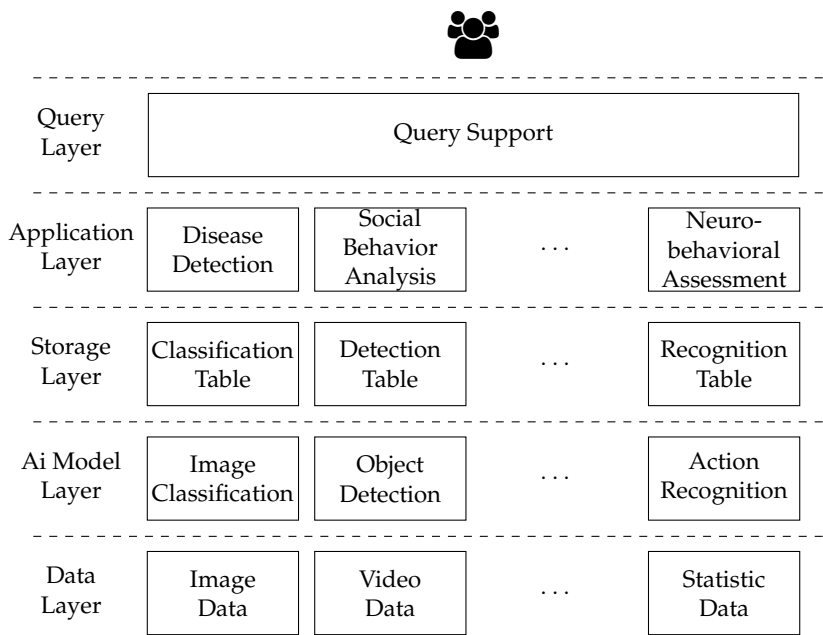 Query
Layer
Query Support
Application
Layer
Disease
Detection
Social
Behavior
Analysis
. . .
Neuro-
behavioral
Assessment
Storage
Layer
Classification
Table
Detection
Table
. . .
Recognition
Table
Ai Model
Layer
Image
Classification
Object
Detection
. . .
Action
Recognition
Data
Layer
Image
Data
Video
Data
. . .
Statistic
Data